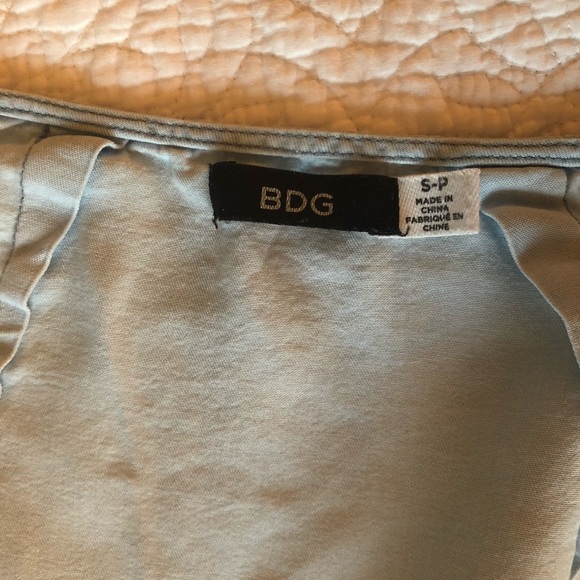 BDG
S-P
MADE IN
CHINA
FABRIQUÉ EN
CHINE